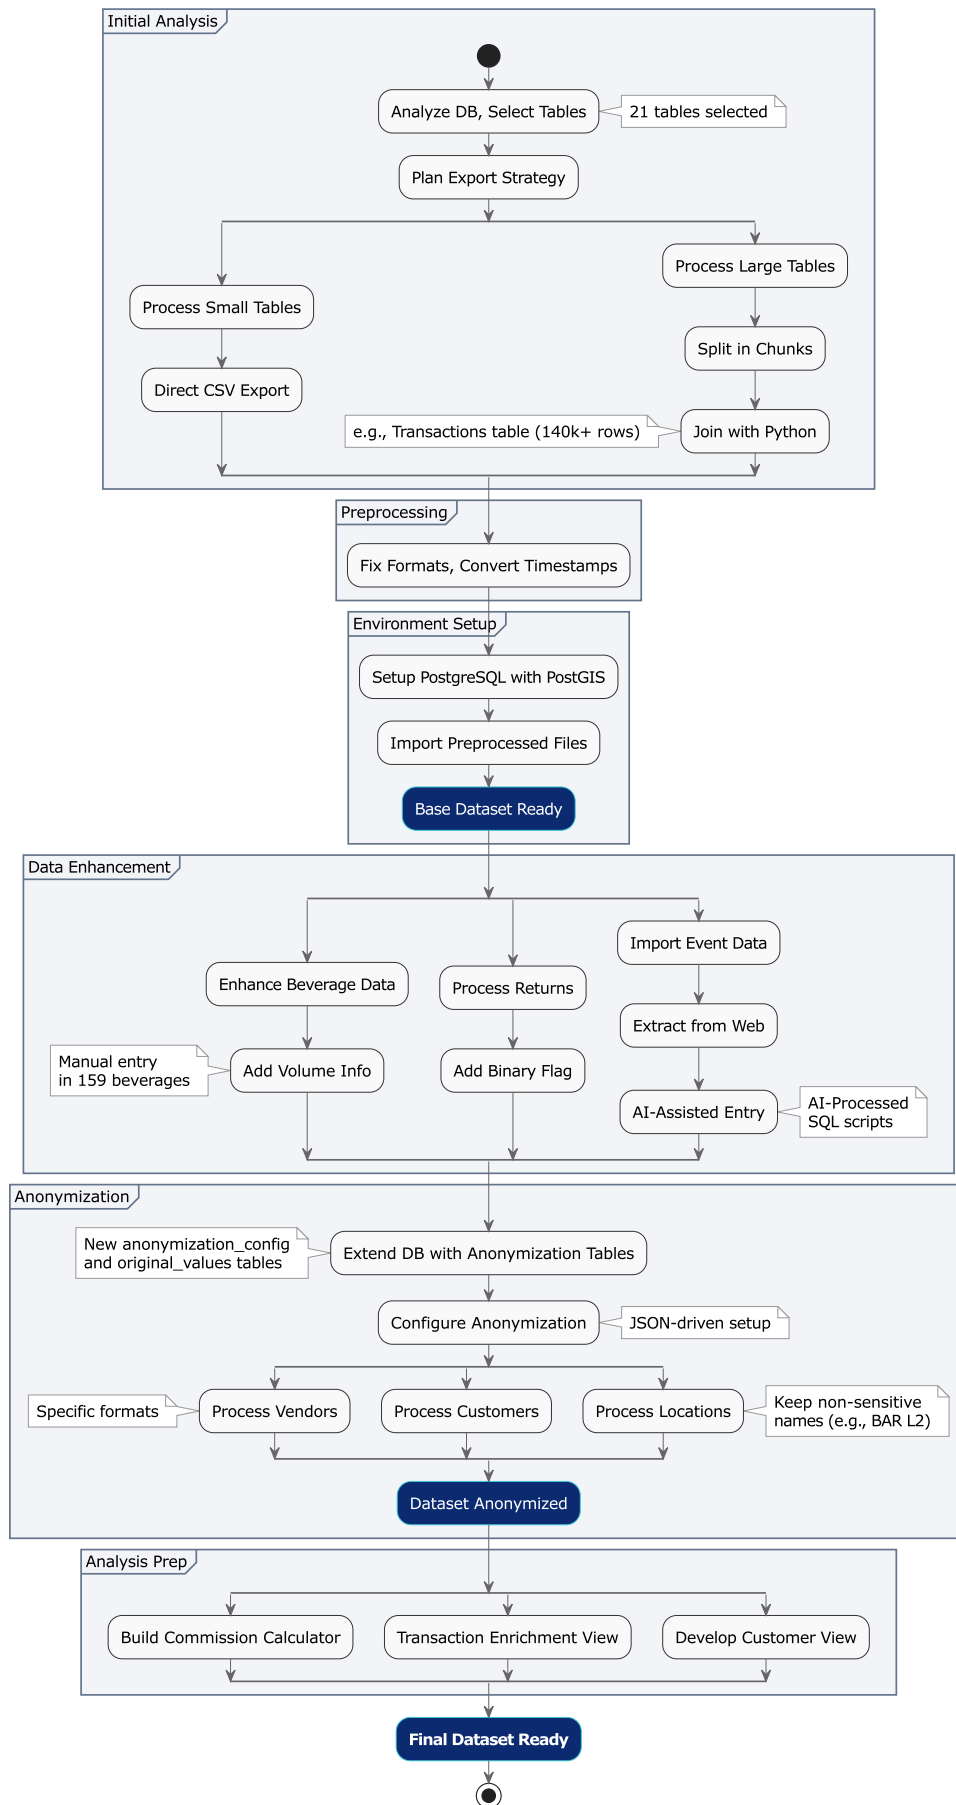 Initial Analysis
Analyze DB, Select Tables
21 tables selected
Plan Export Strategy
Process Large Tables
Process Small Tables
Split in Chunks
Direct CSV Export
e.g., Transactions table (140k+ rows)
Join with Python
Preprocessing
Fix Formats, Convert Timestamps
Environment Setup
Setup PostgreSQL with PostGIS
Import Preprocessed Files
Base Dataset Ready
Data Enhancement
Import Event Data
Enhance Beverage Data
Process Returns
Extract from Web
Manual entry
in 159 beverages
Add Volume Info
Add Binary Flag
AI-Assisted Entry
AI-Processed
SQL scripts
Anonymization
New anonymization_config
and original_values tables
Extend DB with Anonymization Tables
Configure Anonymization
JSON-driven setup
Specific formats
Process Vendors
Process Customers
Process Locations
Keep non-sensitive
names (e.g., BAR L2)
Dataset Anonymized
Analysis Prep
Build Commission Calculator
Transaction Enrichment View
Develop Customer View
Final Dataset Ready